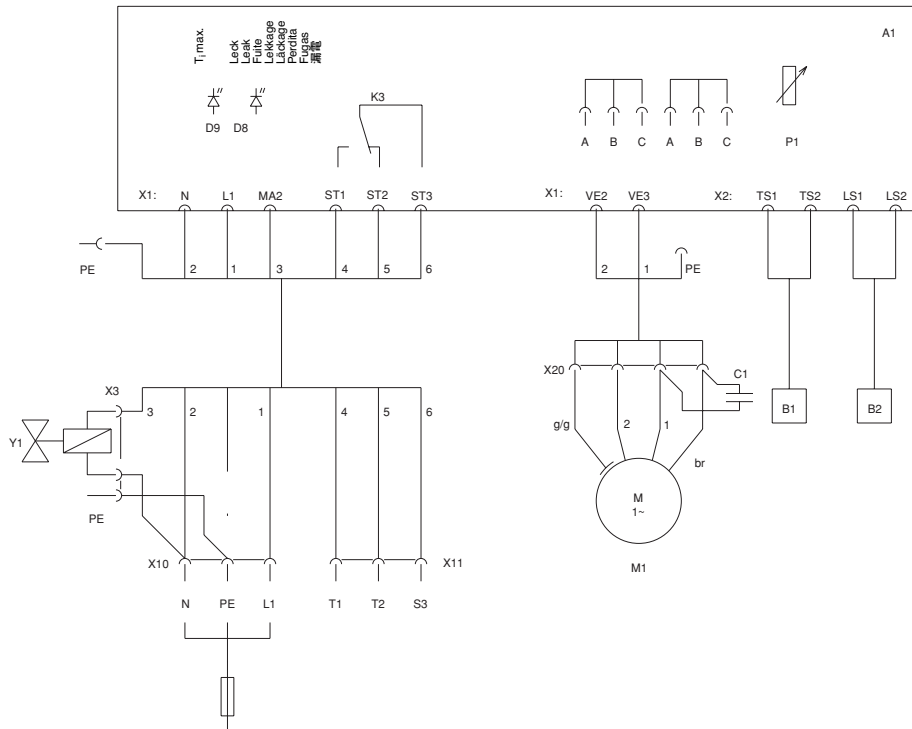 A1
Ti max.
Leck
Leak
Fuite
Lekkage
Läckage
Perdita
Fugas
漏電
K3
D9 D8
A B C A B C P1
X1: N L1 MA2 ST1 ST2 ST3 X1: VE2 VE3 X2: TS1 TS2 LS1 LS2
PE 2 1 3 4 5 6 2 1 PE
X20 C1
X3
3 2 1 4 5 6
B1 B2
Y1
g/g 2 1 br
M
1~
PE
X10 X11
M1
N PE L1 T1 T2 S3